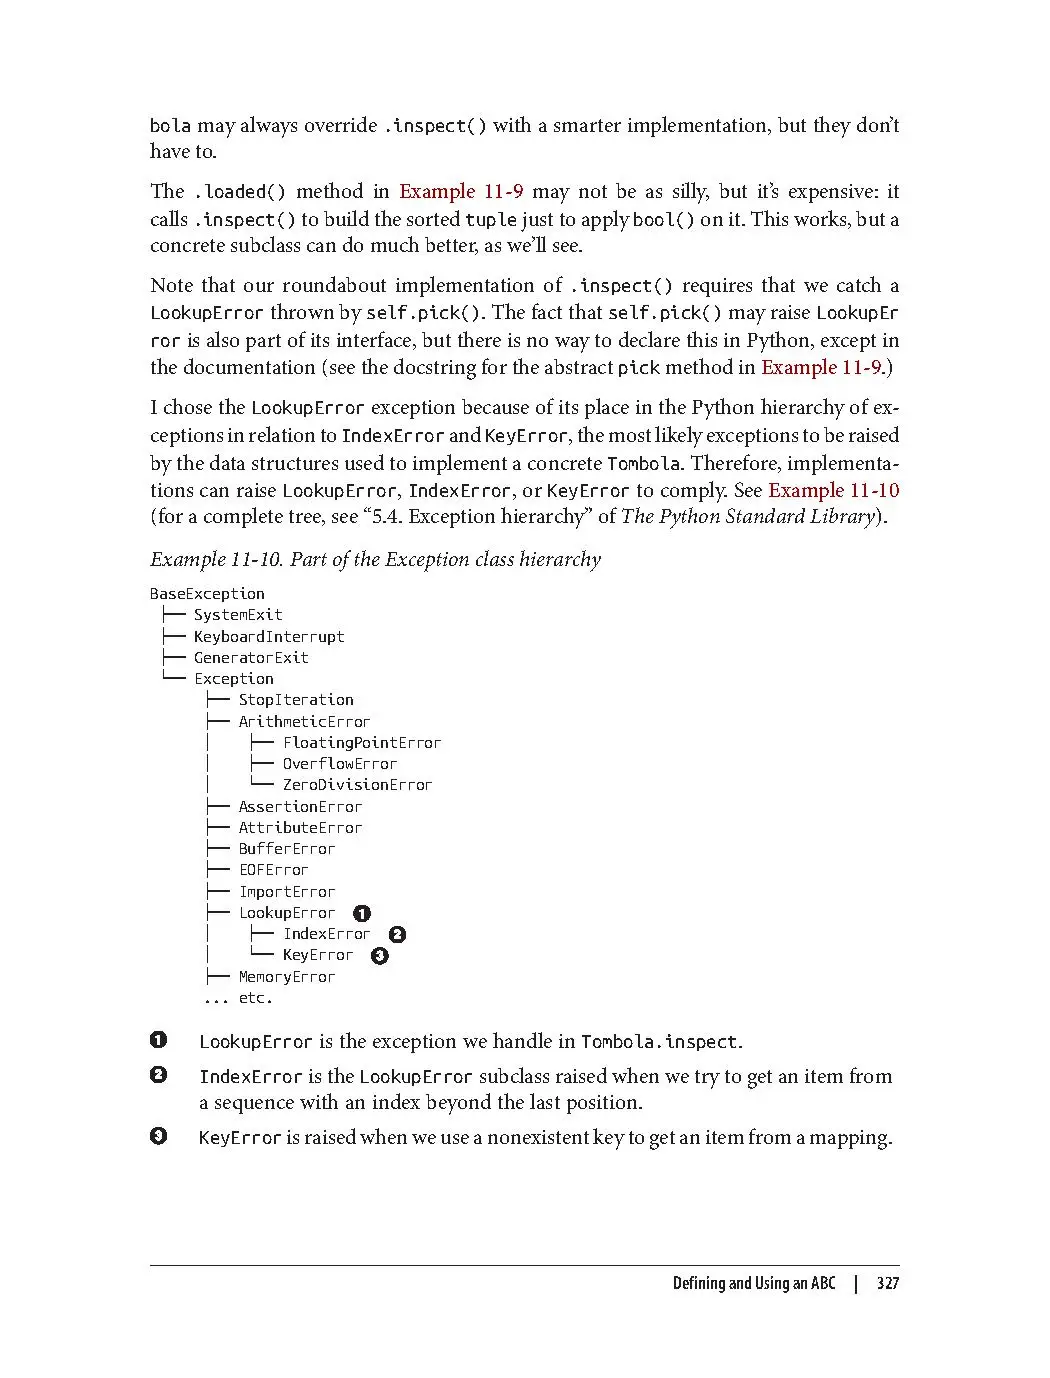 bola may always override .inspect() with a smarter implementation, but they don’t
have to.
The .loaded() method in Example 11-9 may not be as silly, but it’s expensive: it
calls .inspect() to build the sorted tuple just to apply bool() on it. This works, but a
concrete subclass can do much better, as we’ll see.
Note that our roundabout implementation of .inspect() requires that we catch a
LookupError thrown by self.pick(). The fact that self.pick() may raise LookupEr
ror is also part of its interface, but there is no way to declare this in Python, except in
the documentation (see the docstring for the abstract pick method in Example 11-9.)
I chose the LookupError exception because of its place in the Python hierarchy of ex-
ceptions in relation to IndexError and KeyError, the most likely exceptions to be raised
by the data structures used to implement a concrete Tombola. Therefore, implementa-
tions can raise LookupError, IndexError, or KeyError to comply. See Example 11-10
(for a complete tree, see “5.4. Exception hierarchy” of The Python Standard Library).
Example 11-10. Part of the Exception class hierarchy
BaseException
├── SystemExit
├── KeyboardInterrupt
├── GeneratorExit
└── Exception
├── StopIteration
├── ArithmeticError
│ ├── FloatingPointError
│ ├── OverflowError
│ └── ZeroDivisionError
├── AssertionError
├── AttributeError
├── BufferError
├── EOFError
├── ImportError
├── LookupError ❶
│ ├── IndexError ❷
│ └── KeyError ❸
├── MemoryError
... etc.
❶ LookupError is the exception we handle in Tombola.inspect.
❷ IndexError is the LookupError subclass raised when we try to get an item from
a sequence with an index beyond the last position.
❸ KeyError is raised when we use a nonexistent key to get an item from a mapping.
Defining and Using an ABC | 327